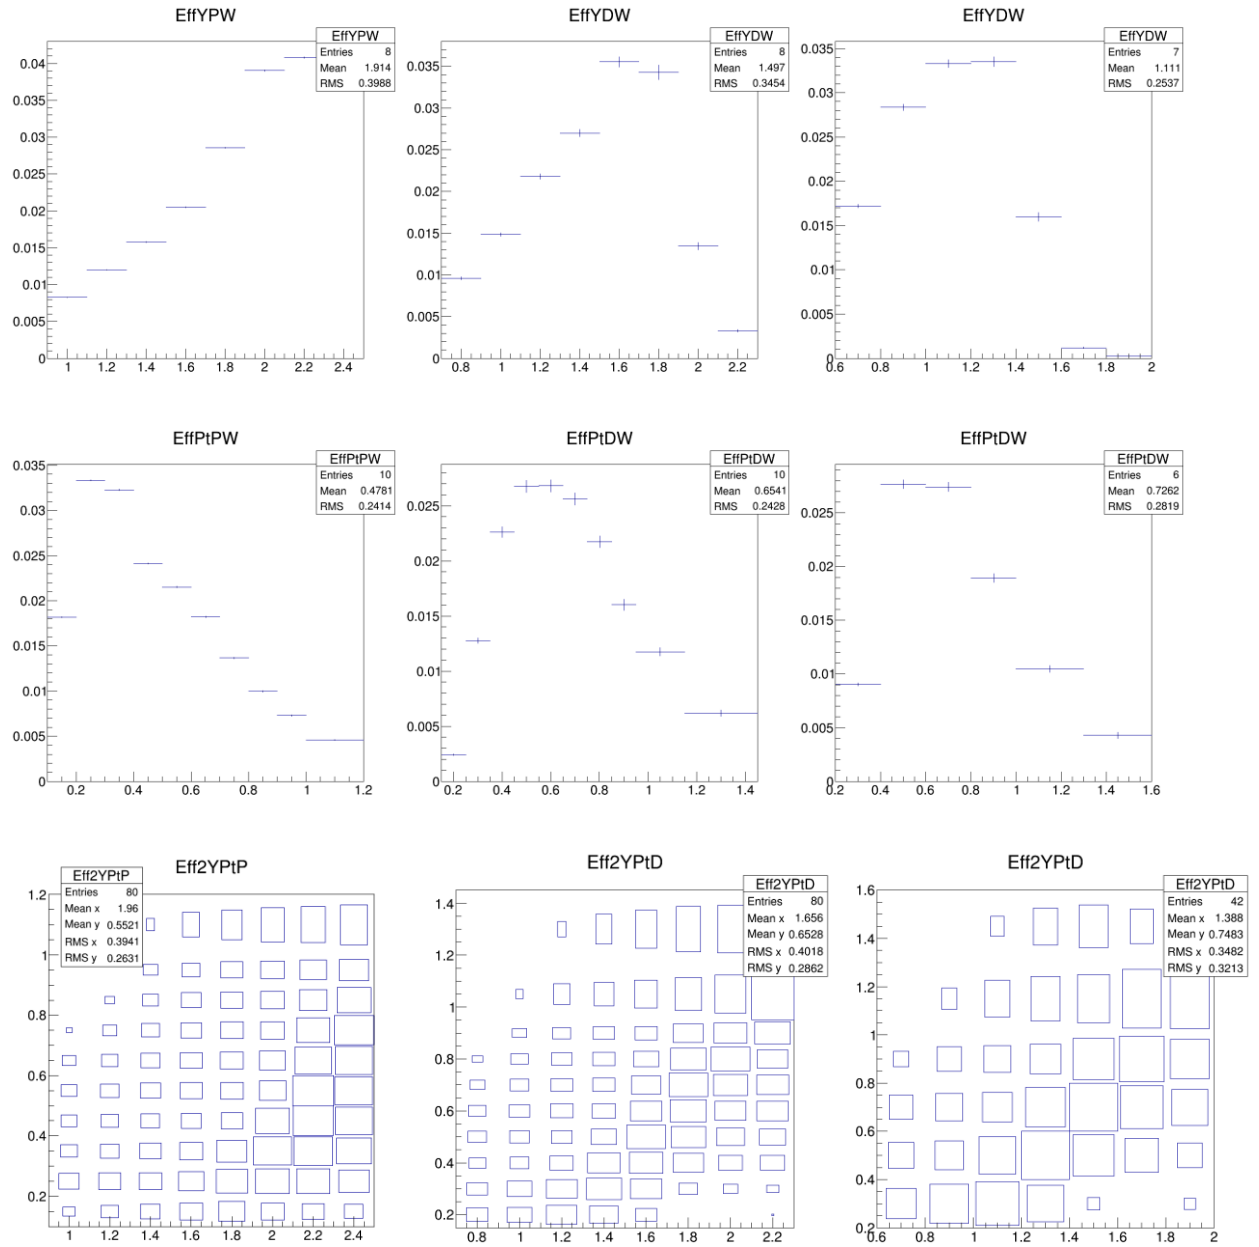 EffYPW
EffYPW
Entries 8
Mean 1.914
RMS 0.3988
0.04
0.035
0.03
0.025
0.02
0.015
0.01
0.005
0
1 1.2 1.4 1.6 1.8 2 2.2 2.4
EffYDW
EffYDW
Entries 8
Mean 1.497
RMS 0.3454
0.035
0.03
0.025
0.02
0.015
0.01
0.005
0
0.8 1 1.2 1.4 1.6 1.8 2 2.2
EffYDW
EffYDW
Entries 7
Mean 1.111
RMS 0.2537
0.035
0.03
0.025
0.02
0.015
0.01
0.005
0
0.6 0.8 1 1.2 1.4 1.6 1.8 2
EffPtPW
EffPtPW
Entries 10
Mean 0.4781
RMS 0.2414
0.035
0.03
0.025
0.02
0.015
0.01
0.005
0
0.2 0.4 0.6 0.8 1 1.2
EffPtDW
EffPtDW
Entries 10
Mean 0.6541
RMS 0.2428
0.025
0.02
0.015
0.01
0.005
0
0.2 0.4 0.6 0.8 1 1.2 1.4
EffPtDW
EffPtDW
Entries 6
Mean 0.7262
RMS 0.2819
0.025
0.02
0.015
0.01
0.005
0
0.2 0.4 0.6 0.8 1 1.2 1.4 1.6
Eff2YPtP
Eff2YPtP
Entries 80
Mean x 1.96
Mean y 0.5521
RMS x 0.3941
RMS y 0.2631
1.2
1
0.8
0.6
0.4
0.2
1 1.2 1.4 1.6 1.8 2 2.2 2.4
Eff2YPtD
Eff2YPtD
Entries 80
Mean x 1.656
Mean y 0.6528
RMS x 0.4018
RMS y 0.2862
1.4
1.2
1
0.8
0.6
0.4
0.2
0.8 1 1.2 1.4 1.6 1.8 2 2.2
Eff2YPtD
Eff2YPtD
Entries 42
Mean x 1.388
Mean y 0.7483
RMS x 0.3482
RMS y 0.3213
1.6
1.4
1.2
1
0.8
0.6
0.4
0.2
0.6 0.8 1 1.2 1.4 1.6 1.8 2